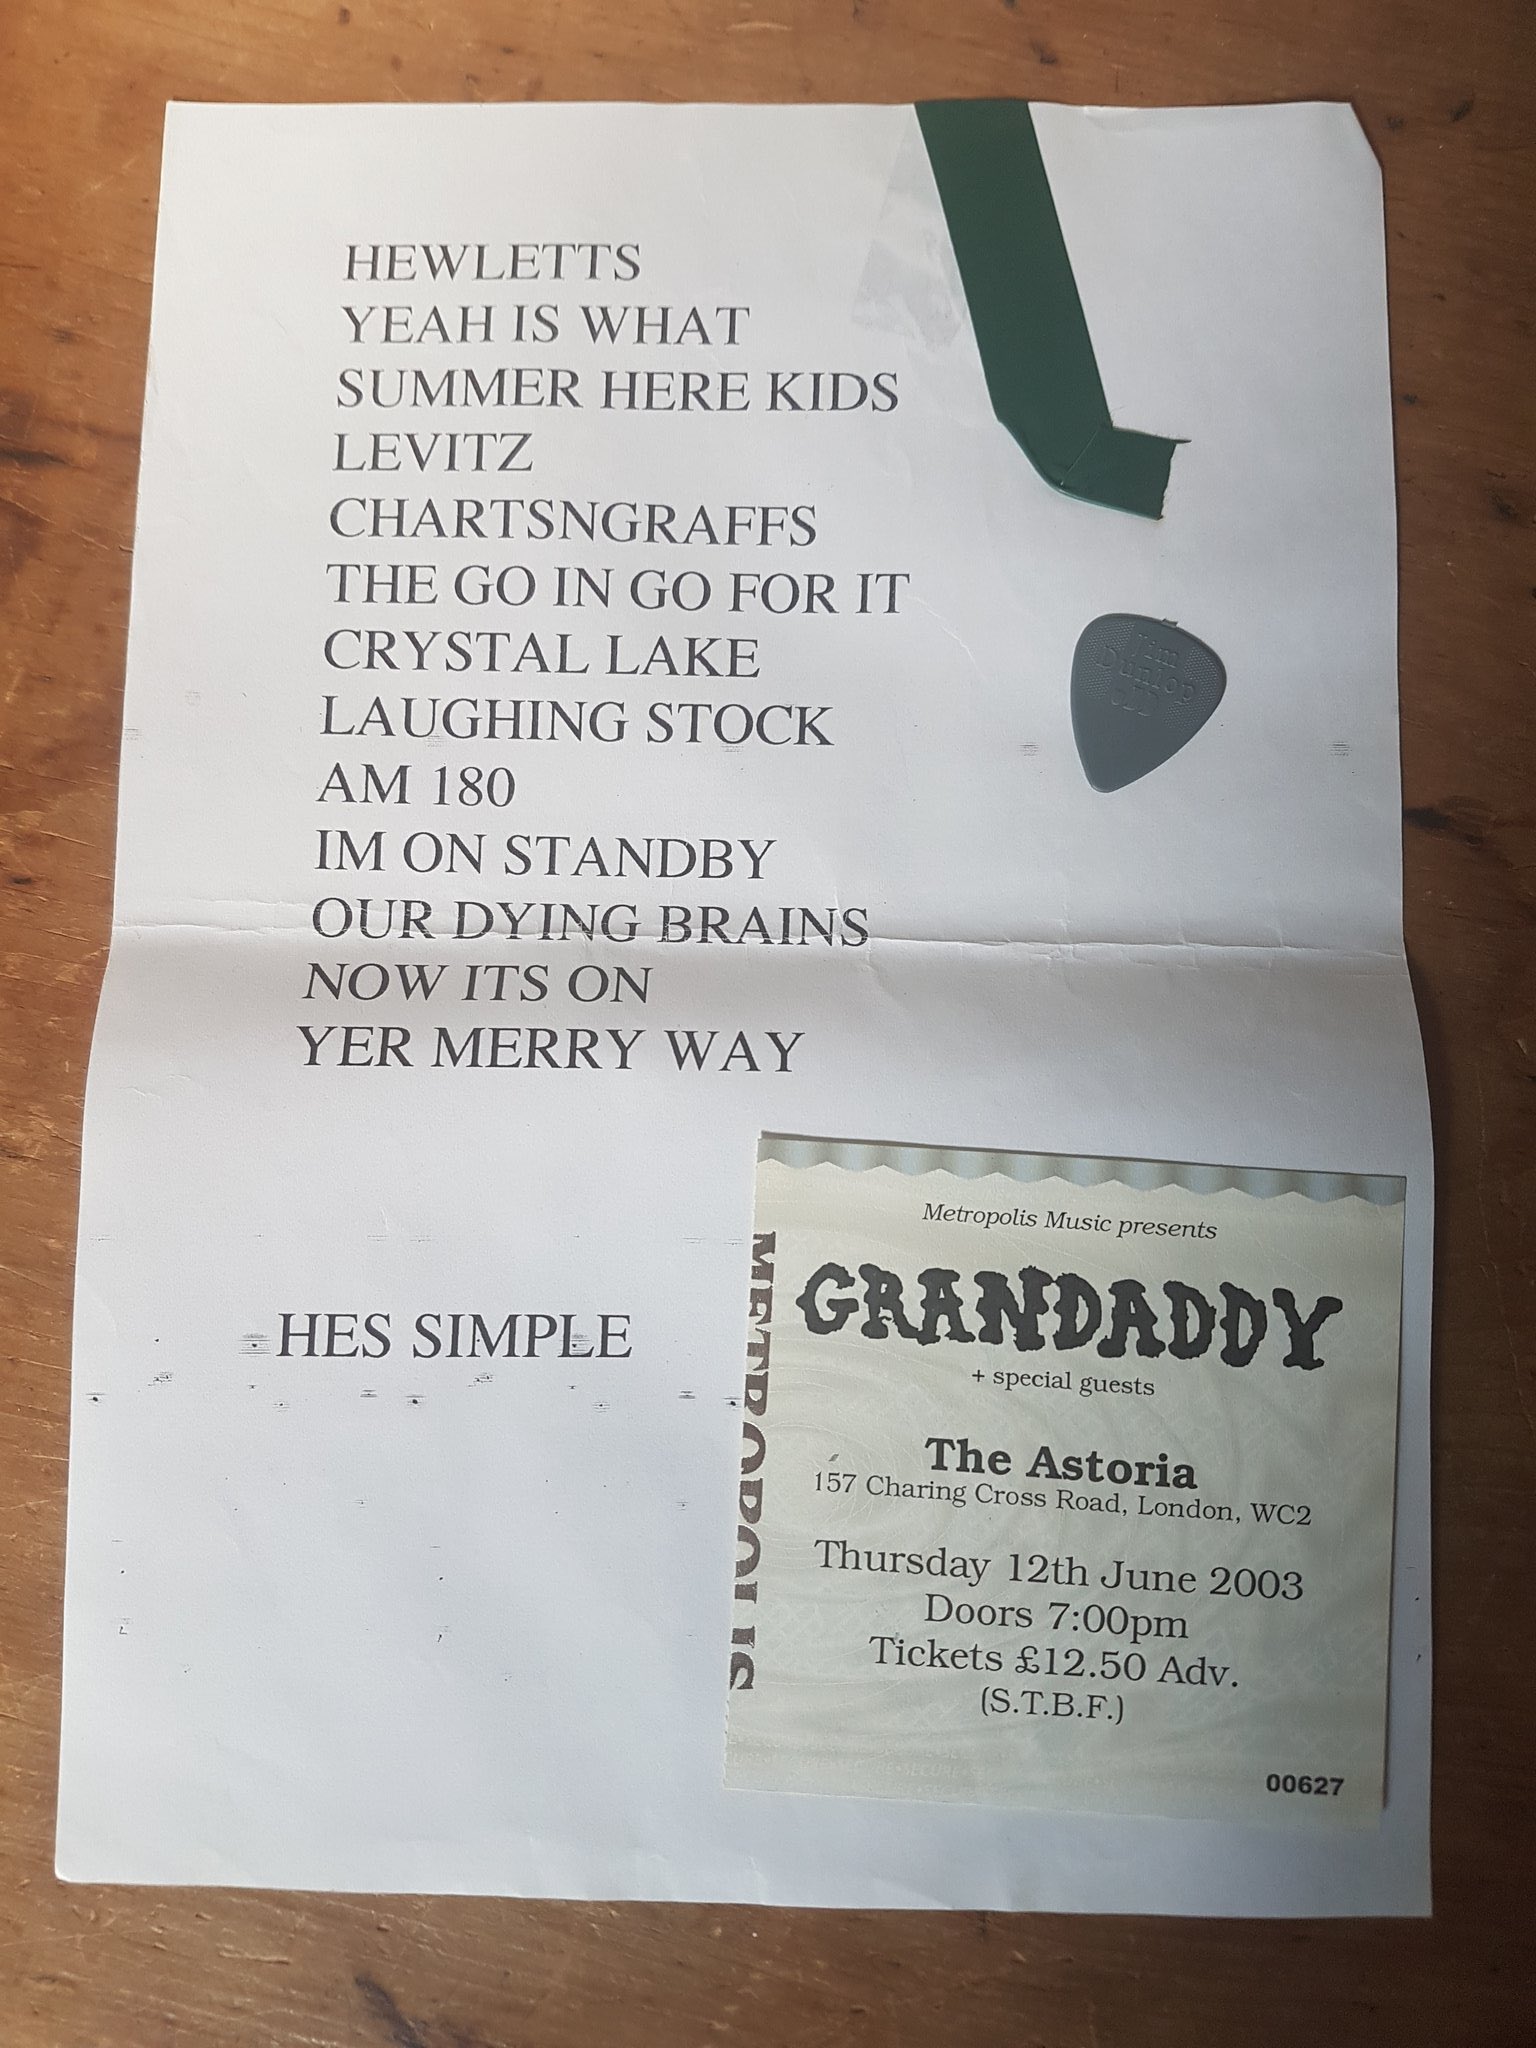 HEWLETTS
YEAH IS WHAT
SUMMER HERE KIDS
LEVITZ
CHARTSNGRAFFS
THE GO IN GO FOR IT
CRYSTAL LAKE
LAUGHING STOCK
AM 180
IM ON STANDBY
OUR DYING BRAINS
NOW ITS ON
YER MERRY WAY
HES SIMPLE
Jim
Dunlop
USA
Metropolis Music presents
GRANDADDY
+ special guests
The Astoria
157 Charing Cross Road, London, WC2
Thursday 12th June 2003
Doors 7:00pm
Tickets £12.50 Adv.
(S.T.B.F.)
00627
METROPOLIS